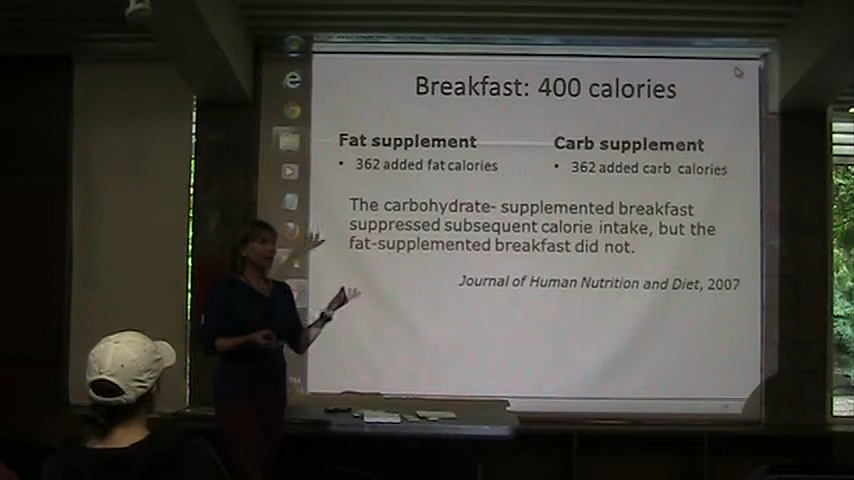 Breakfast: 400 calories
Fat supplement
Carb supplement
• 362 added fat calories
• 362 added carb calories
The carbohydrate- supplemented breakfast
suppressed subsequent calorie intake, but the
fat-supplemented breakfast did not.
Journal of Human Nutrition and Diet, 2007